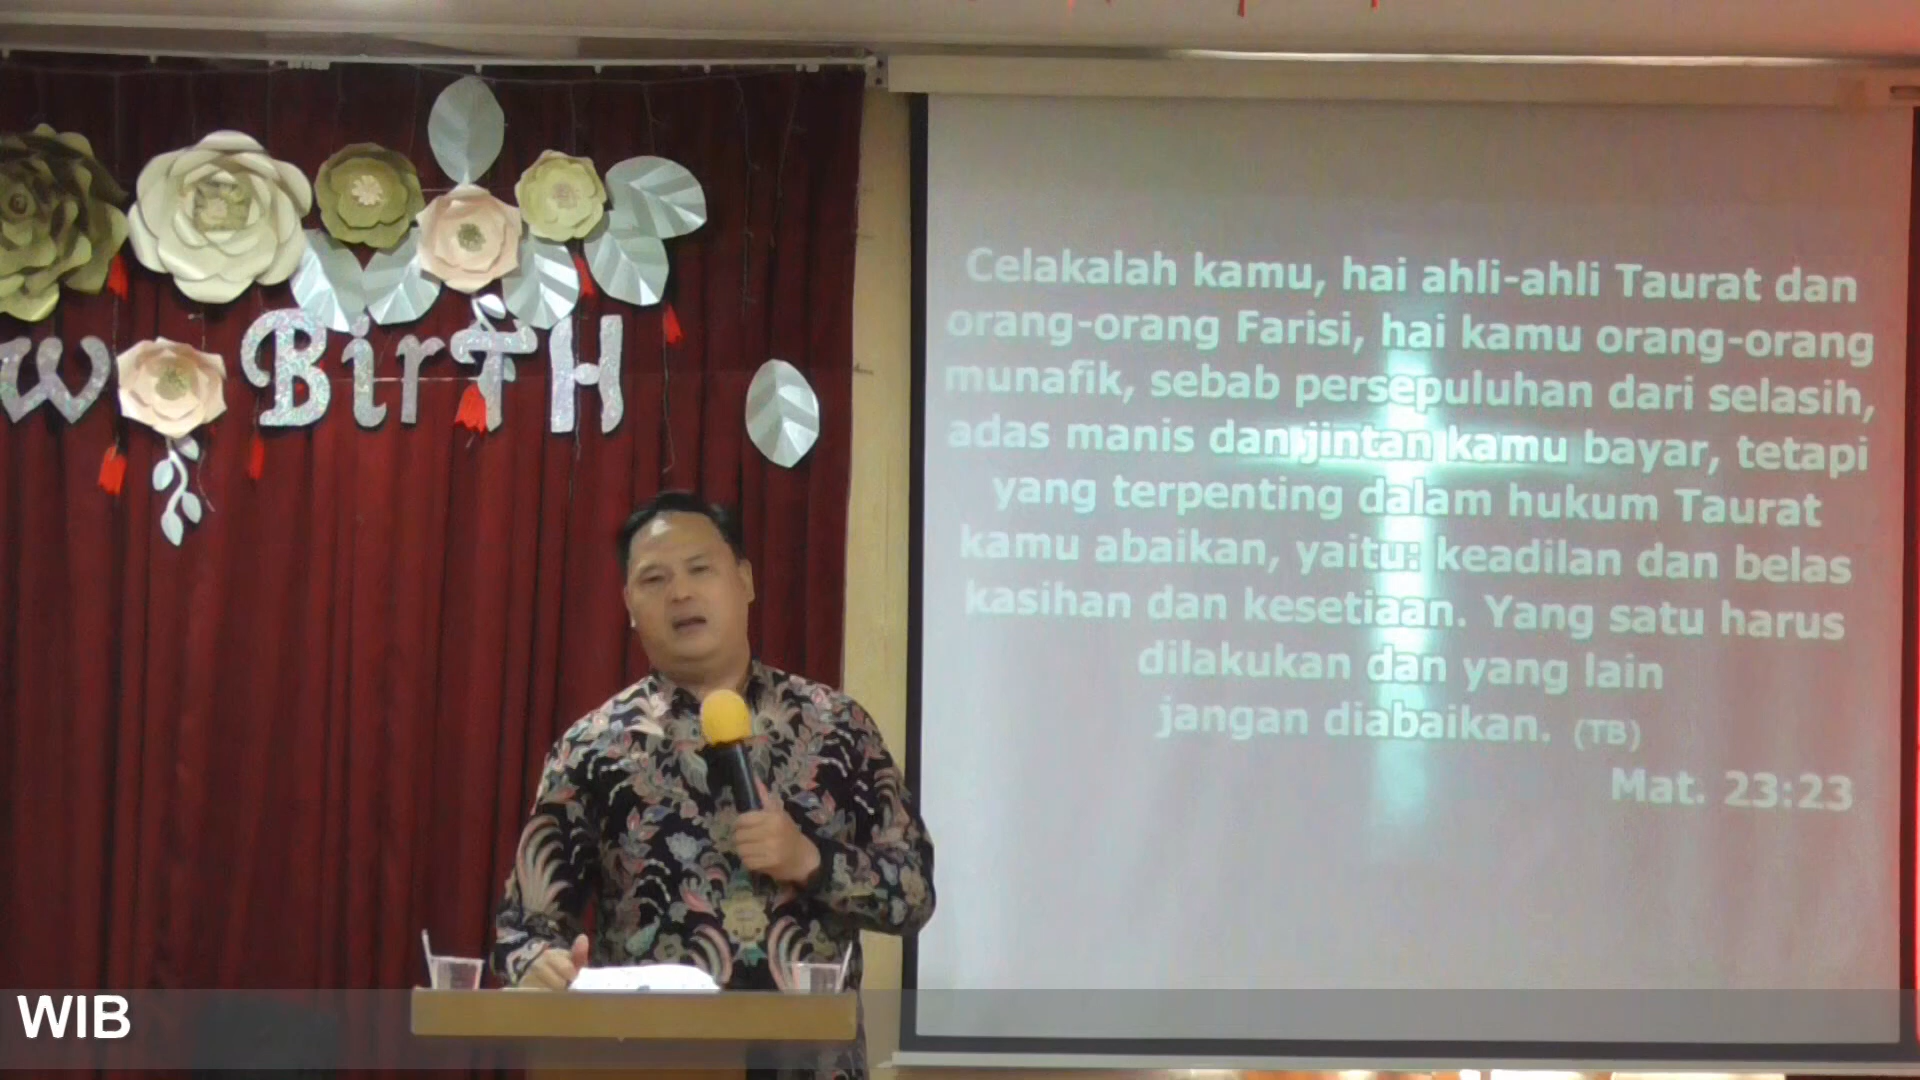 w BirTH
Celakalah kamu, hai ahli-ahli Taurat dan
orang-orang Farisi, hai kamu orang-orang
munafik, sebab persepuluhan dari selasih,
adas manis dan jintan kamu bayar, tetapi
yang terpenting dalam hukum Taurat
kamu abaikan, yaitu: keadilan dan belas
kasihan dan kesetiaan. Yang satu harus
dilakukan dan yang lain
jangan diabaikan. (TB)
Mat. 23:23
WIB